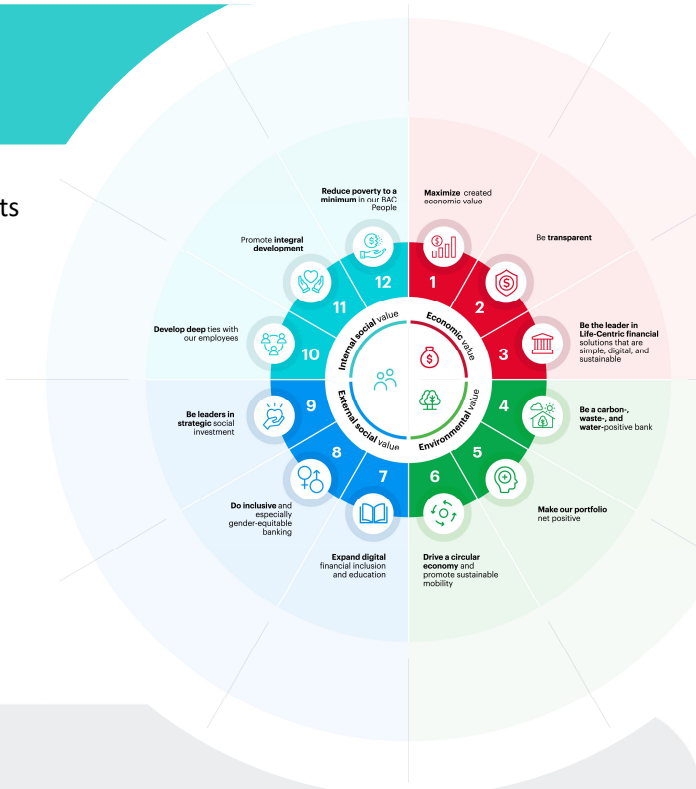 ts
Reduce poverty to a
minimum in our BAC
People
Maximize created
economic value
Promote integral
development
Be transparent
Develop deep ties with
our employees
Be the leader in
Life-Centric financial
solutions that are
simple, digital, and
sustainable
12
1
11
2
10
3
9
4
8
5
7
6
Internal social value
Economic value
External social value
Environmental value
Be leaders in
strategic social
investment
Be a carbon-,
waste-, and
water-positive bank
Do inclusive and
especially
gender-equitable
banking
Make our portfolio
net positive
Expand digital
financial inclusion
and education
Drive a circular
economy and
promote sustainable
mobility